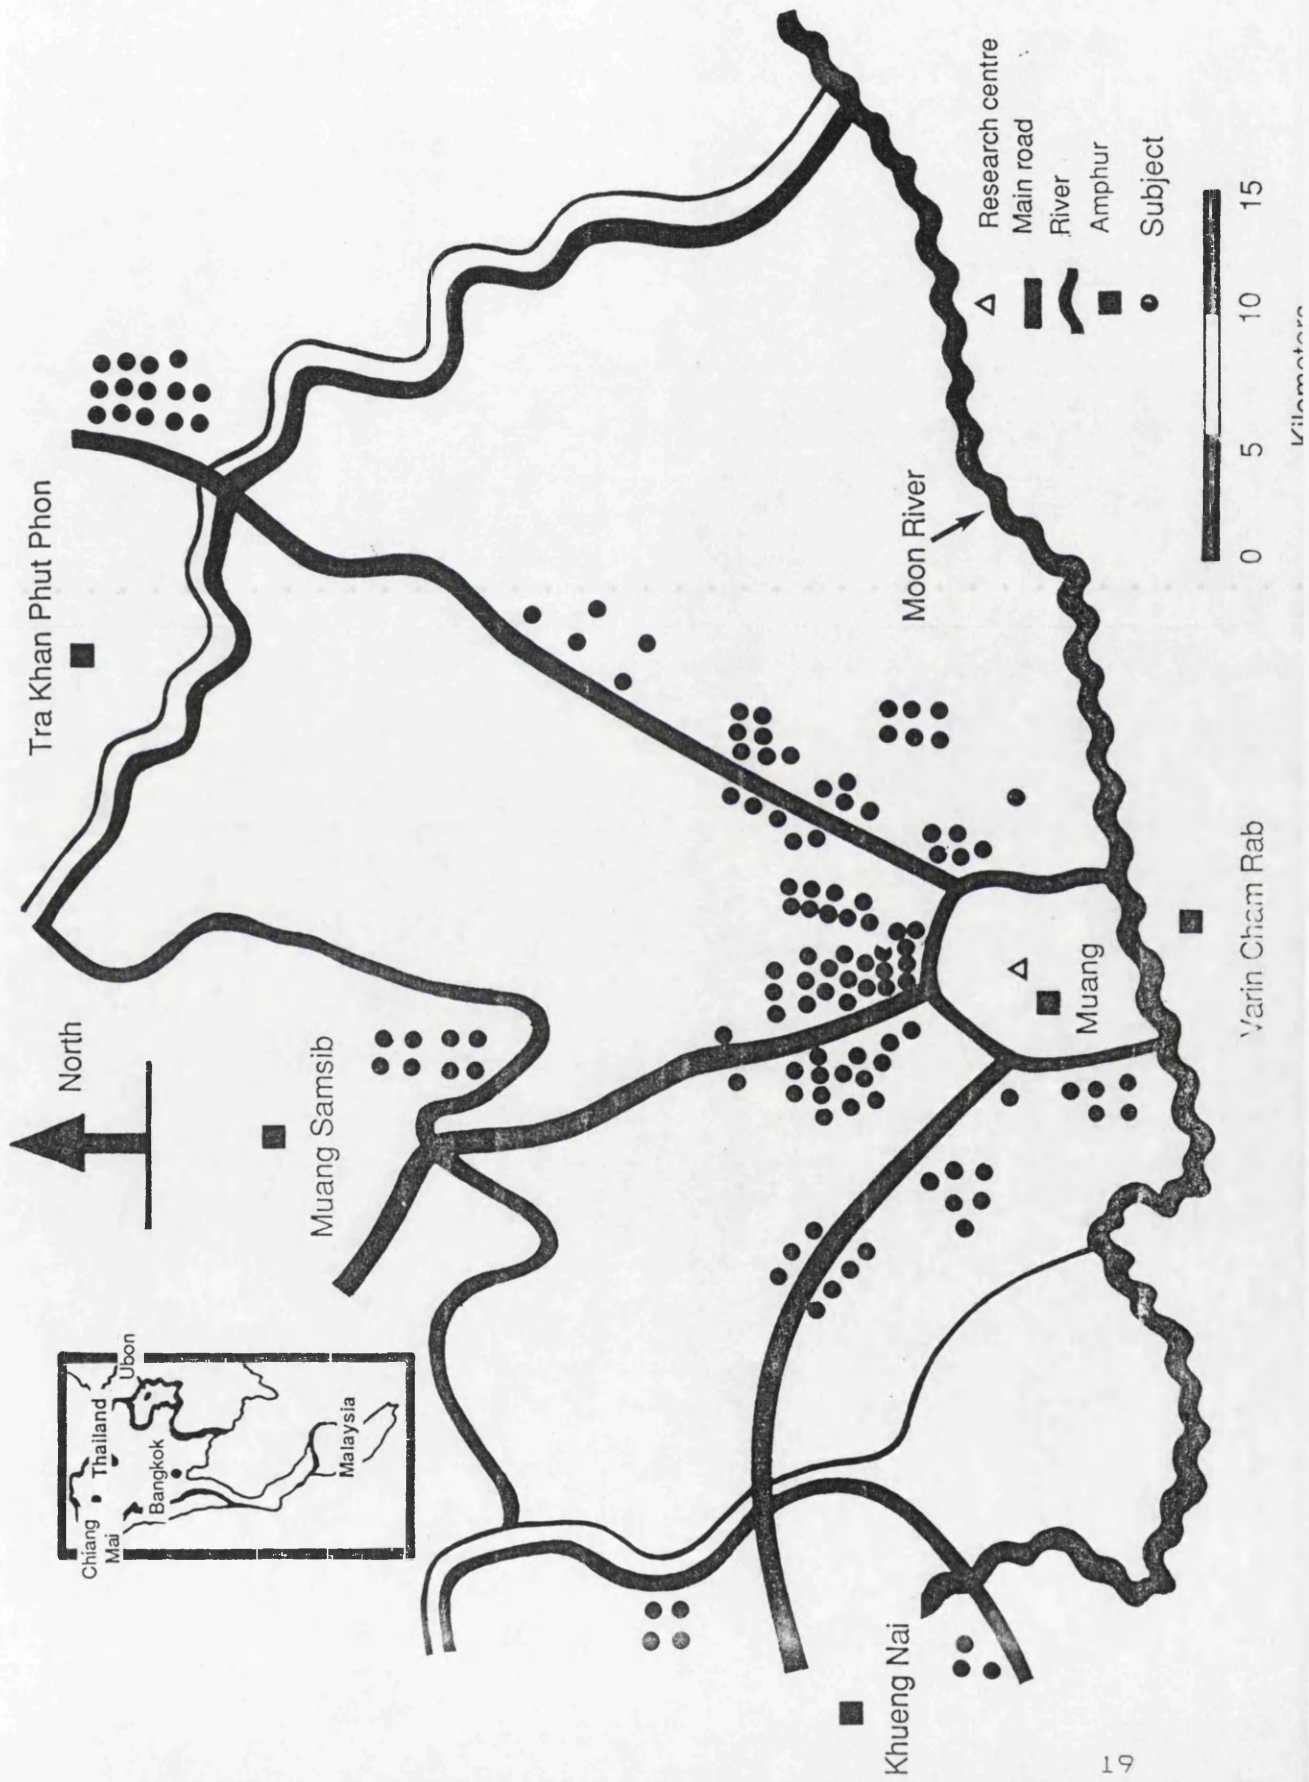 North
Tra Khan Phut Phon
Muang Samsib
Chiang
Mai
Thailand
Ubon
Bangkok
Malaysia
Moon River
Muang
Khueng Nai
Varin Cham Rab
Research centre
Main road
River
Amphur
Subject
0 5 10 15
Kilometers
19